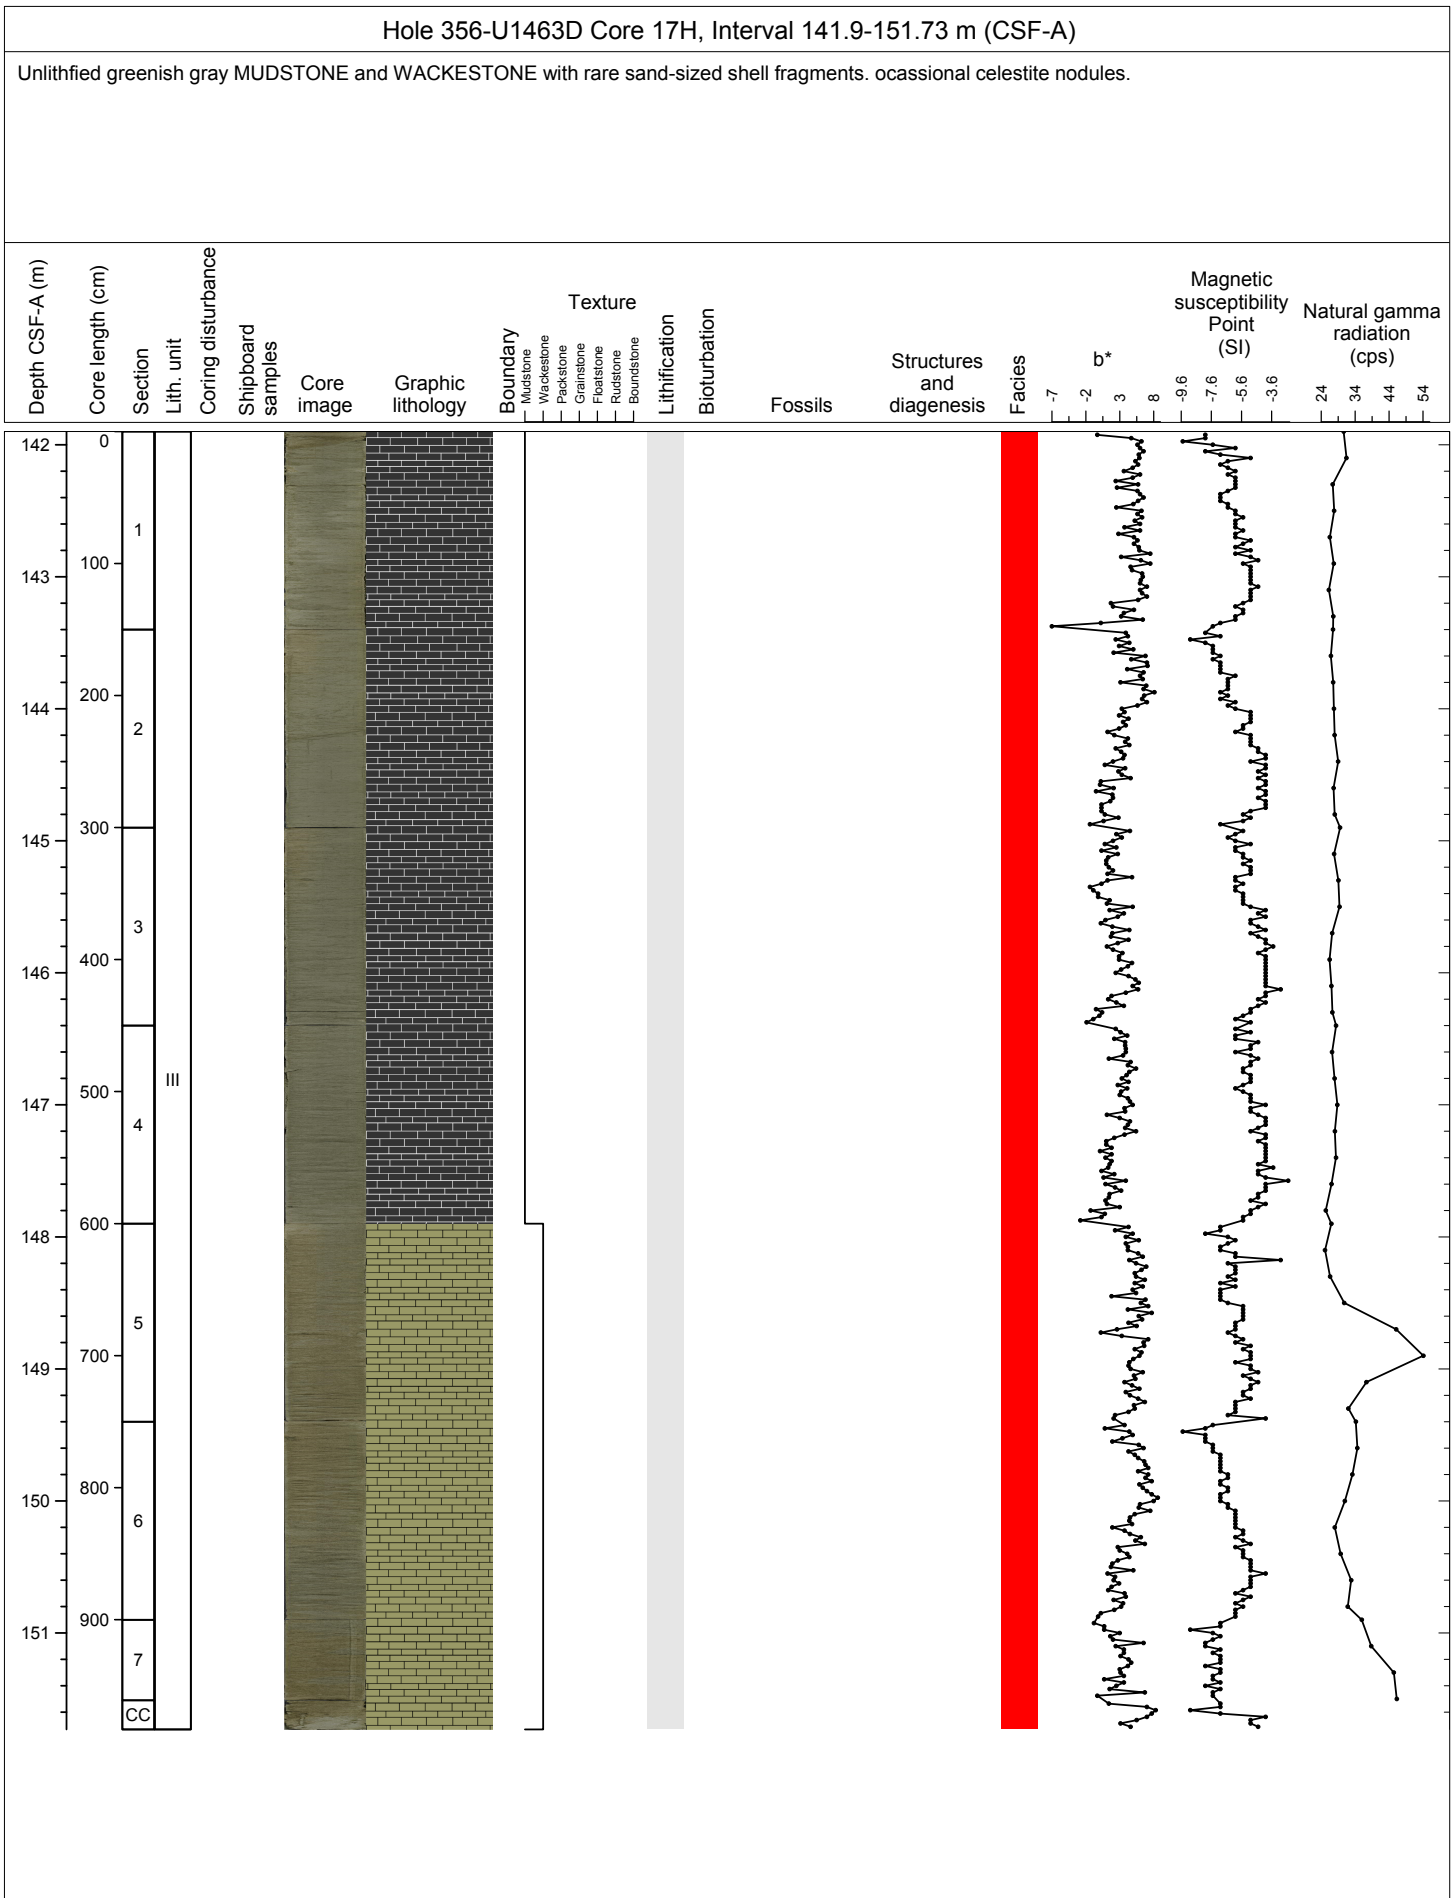 Hole 356-U1463D Core 17H, Interval 141.9-151.73 m (CSF-A)
Unlithfied greenish gray MUDSTONE and WACKESTONE with rare sand-sized shell fragments. ocassional celestite nodules.
Depth CSF-A (m)
Core length (cm)
Section
Lith. unit
Coring disturbance
Shipboard
samples
Core
image
Graphic
lithology
Boundary
Texture
Mudstone
Wackestone
Packstone
Grainstone
Floatstone
Rudstone
Boundstone
Lithification
Bioturbation
Fossils
Structures
and
diagenesis
Facies
b*
-7 -2 3 8
Magnetic
susceptibility
Point
(SI)
-9.6 -7.6 -5.6 -3.6
Natural gamma
radiation
(cps)
24 34 44 54
142
143
144
145
146
147
148
149
150
151
0
100
200
300
400
500
600
700
800
900
1
2
3
4
5
6
7
CC
III